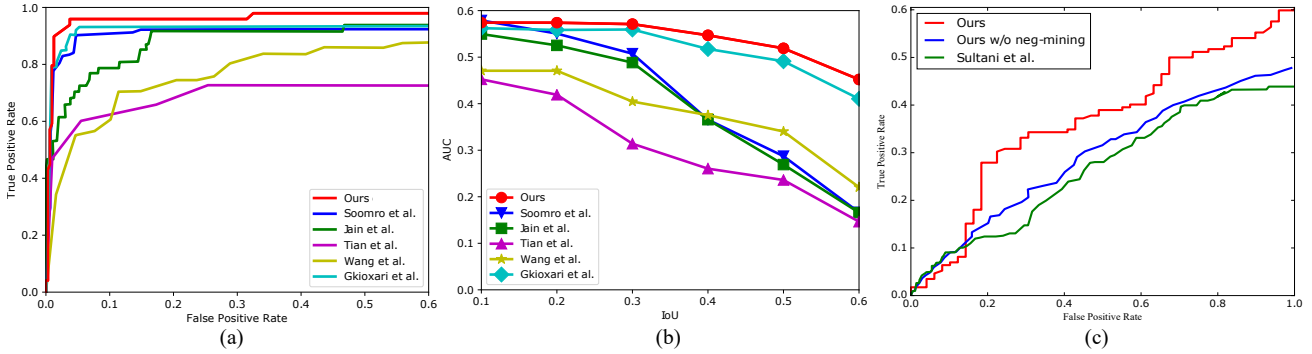 True Positive Rate
1.0
0.8
0.6
0.4
0.2
0.0
0.0
0.1
0.2
0.3
0.4
0.5
0.6
False Positive Rate
Ours
Soomro et al.
Jain et al.
Tian et al.
Wang et al.
Gkioxari et al.
(a)
AUC
0.6
0.5
0.4
0.3
0.2
0.1
0.0
0.1
0.2
0.3
0.4
0.5
0.6
IoU
Ours
Soomro et al.
Jain et al.
Tian et al.
Wang et al.
Gkioxari et al.
(b)
True Positive Rate
0.6
0.5
0.4
0.3
0.2
0.1
0.0
0.2
0.4
0.6
0.8
1.0
False Positive Rate
Ours
Ours w/o neg-mining
Sultani et al.
(c)